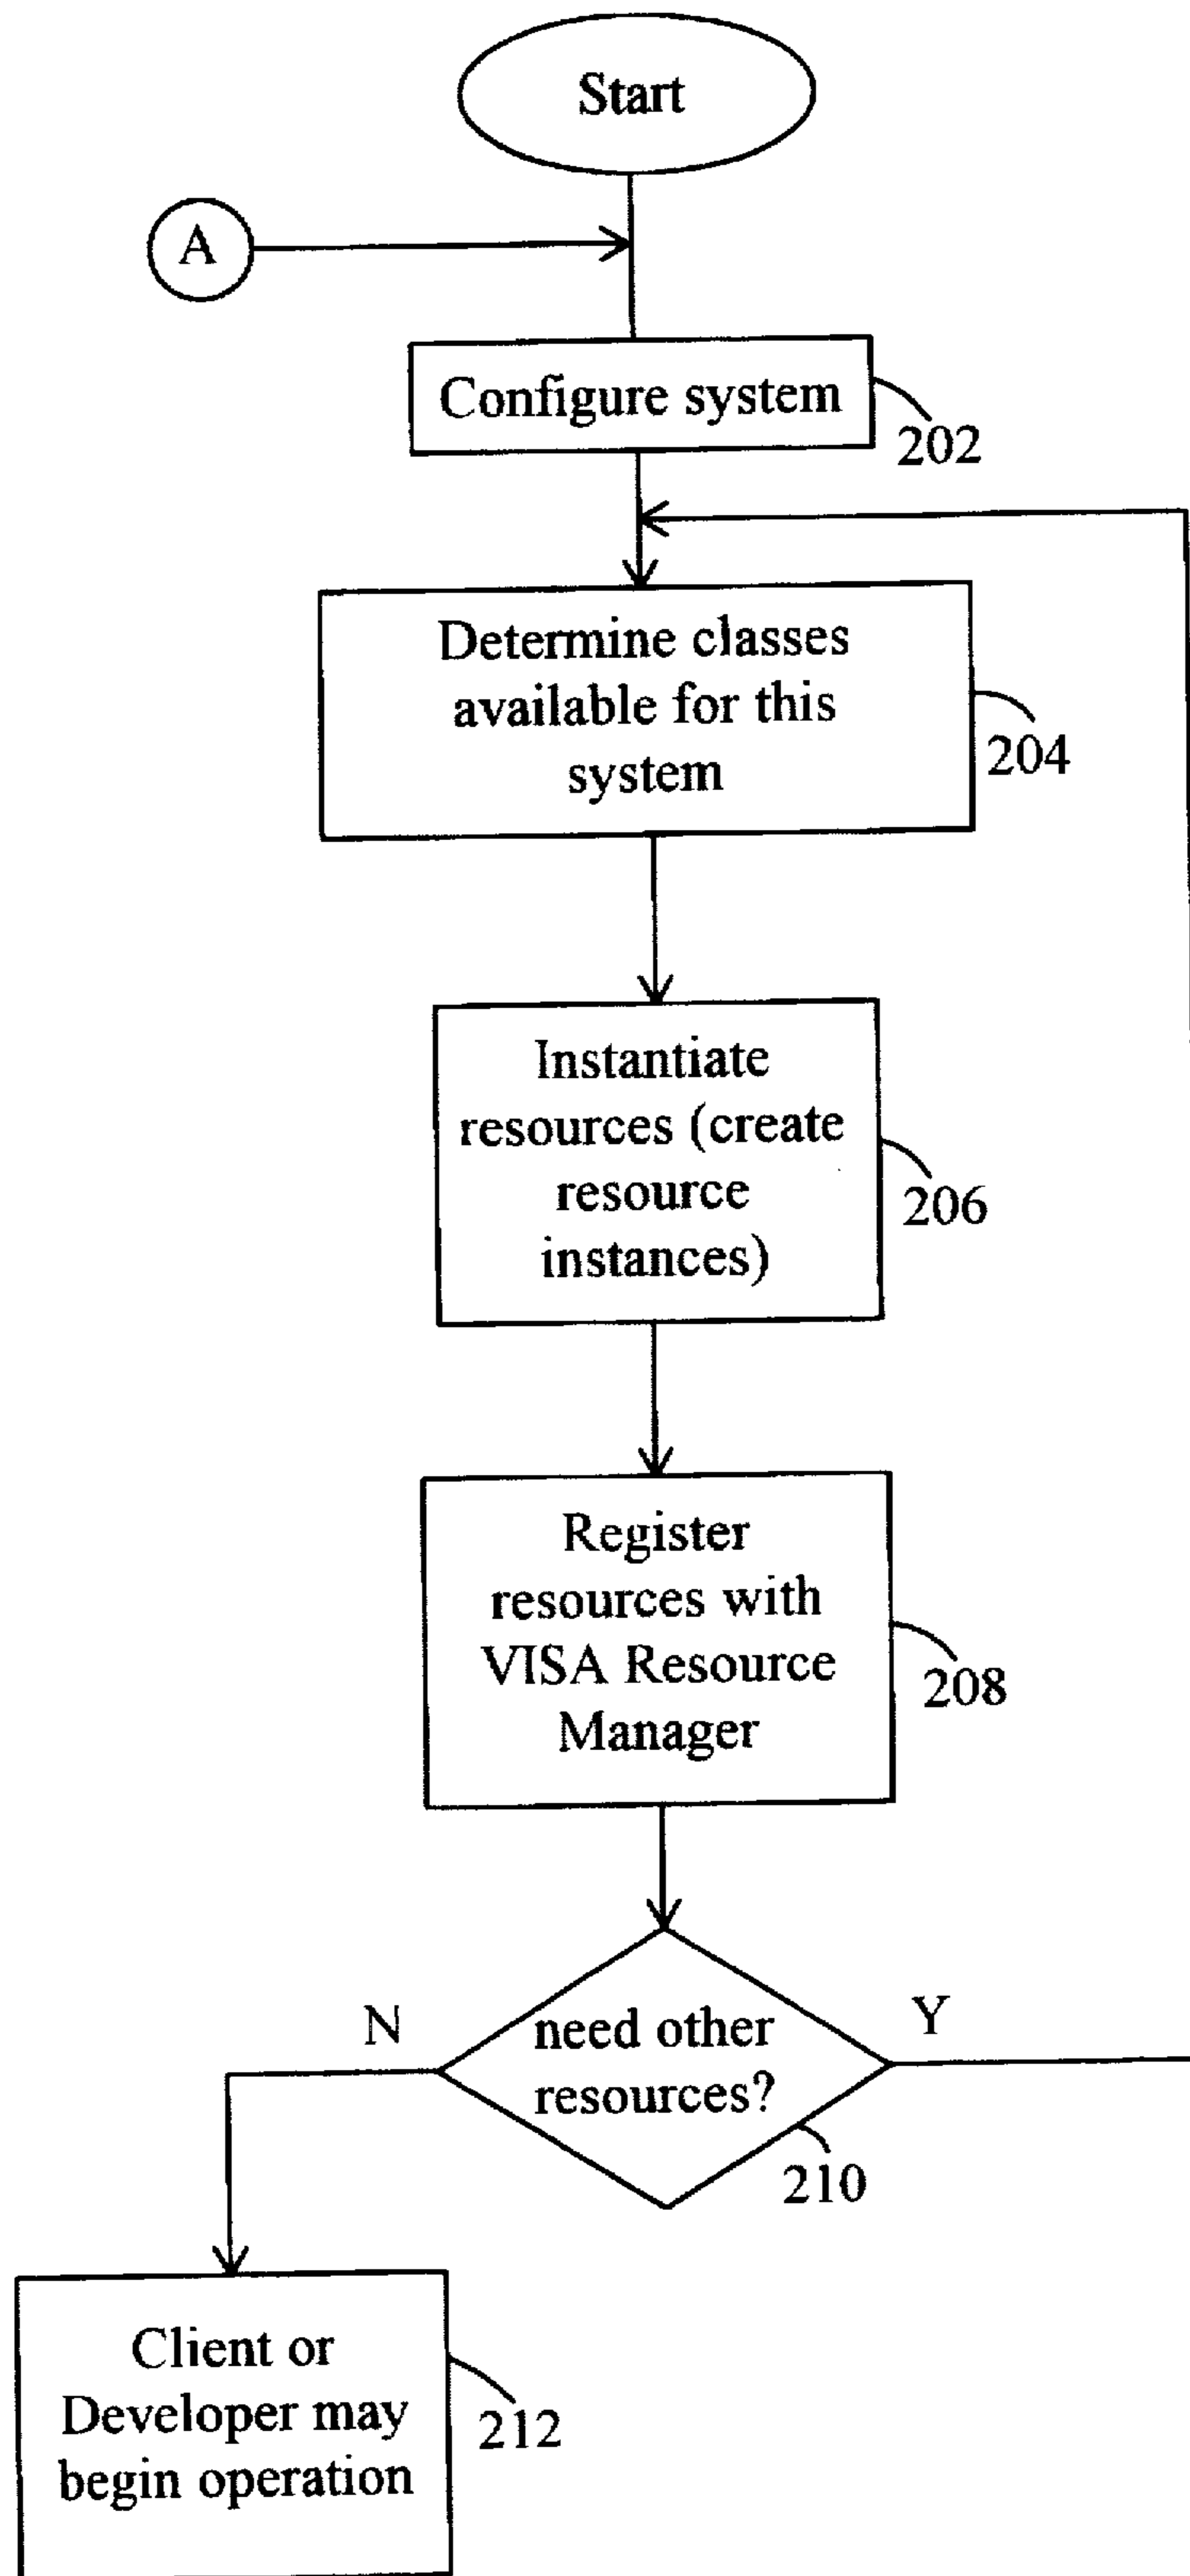 Start
A
Configure system
202
Determine classes
available for this
system
204
Instantiate
resources (create
resource
instances)
206
Register
resources with
VISA Resource
Manager
208
N
need other
resources?
Y
210
Client or
Developer may
begin operation
212